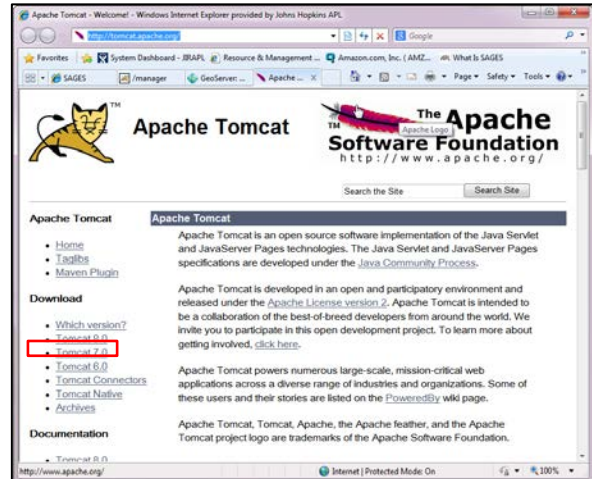 Apache Tomcat - Welcome! - Windows Internet Explorer provided by Johns Hopkins APL
http://tomcat.apache.org/
Google
Favorites
System Dashboard - JIRAPL
Resource & Management ...
Amazon.com, Inc. ( AMZ...
What Is SAGES
SAGES
/manager
GeoServer: ...
Apache ...
Page
Safety
Tools
TM
Apache Tomcat
The Apache
TM
Apache Logo
Software Foundation
http://www.apache.org/
Search the Site
Search Site
Apache Tomcat
Home
Taglibs
Maven Plugin
Download
Which version?
Tomcat 8.0
Tomcat 7.0
Tomcat 6.0
Tomcat Connectors
Tomcat Native
Archives
Documentation
Tomcat 8.0
Apache Tomcat
Apache Tomcat is an open source software implementation of the Java Servlet
and JavaServer Pages technologies. The Java Servlet and JavaServer Pages
specifications are developed under the Java Community Process.
Apache Tomcat is developed in an open and participatory environment and
released under the Apache License version 2. Apache Tomcat is intended to
be a collaboration of the best-of-breed developers from around the world. We
invite you to participate in this open development project. To learn more about
getting involved, click here.
Apache Tomcat powers numerous large-scale, mission-critical web
applications across a diverse range of industries and organizations. Some of
these users and their stories are listed on the PoweredBy wiki page.
Apache Tomcat, Tomcat, Apache, the Apache feather, and the Apache
Tomcat project logo are trademarks of the Apache Software Foundation.
http://www.apache.org/
Internet | Protected Mode: On
100%